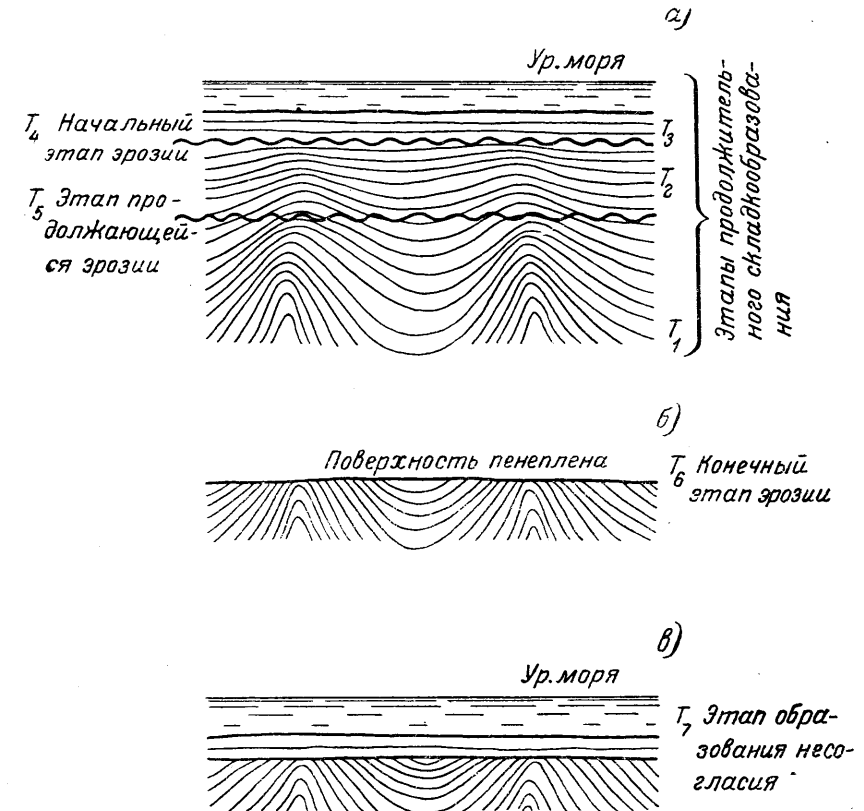 а)
Ур. моря
T4 Начальный
этап эрозии
T3
T2
T5 Этап про-
должающей-
ся эрозии
T1
Этапы продолжитель-
ного складкообразова-
ния
б)
Поверхность пенеплена
T6 Конечный
этап эрозии
в)
Ур. моря
T7 Этап обра-
зования несо-
гласия